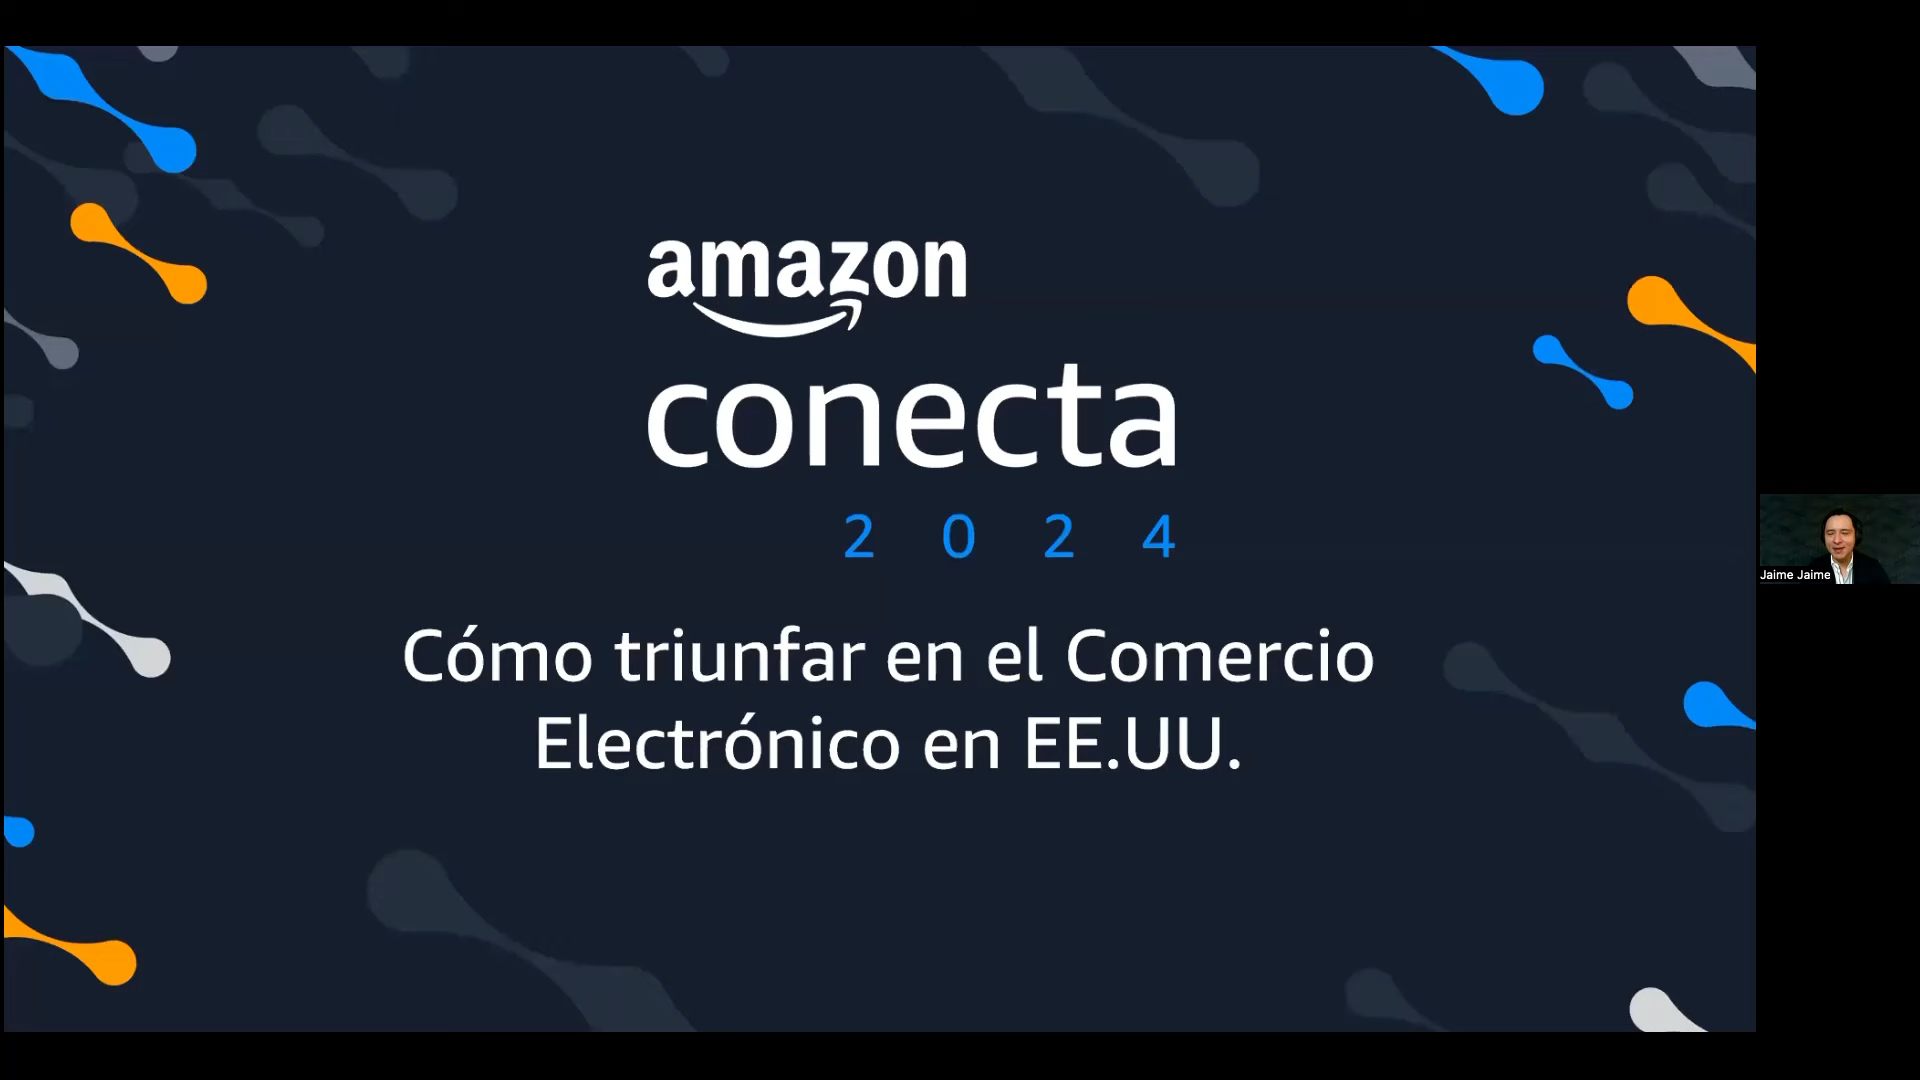 amazon
conecta
2 0 2 4
Cómo triunfar en el Comercio
Electrónico en EE.UU.
Jaime Jaime